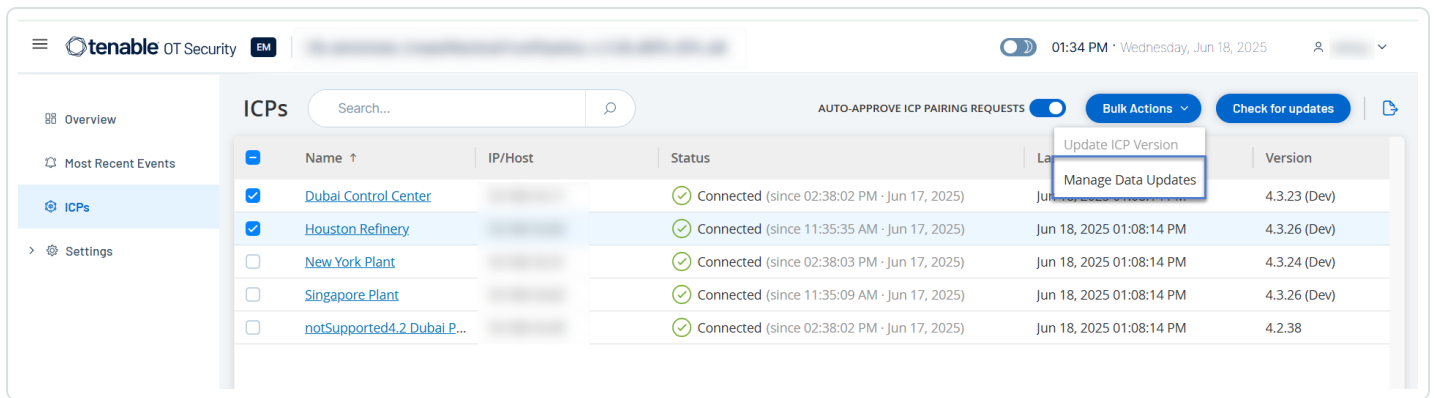 tenable OT Security EM
01:34 PM · Wednesday, Jun 18, 2025
Overview
Most Recent Events
ICPs
Settings
ICPs
Search...
AUTO-APPROVE ICP PAIRING REQUESTS
Bulk Actions
Check for updates
Update ICP Version
Manage Data Updates
Name ↑ IP/Host Status La Version
Dubai Control Center Connected (since 02:38:02 PM · Jun 17, 2025) 4.3.23 (Dev)
Houston Refinery Connected (since 11:35:35 AM · Jun 17, 2025) Jun 18, 2025 01:08:14 PM 4.3.26 (Dev)
New York Plant Connected (since 02:38:03 PM · Jun 17, 2025) Jun 18, 2025 01:08:14 PM 4.3.24 (Dev)
Singapore Plant Connected (since 11:35:09 AM · Jun 17, 2025) Jun 18, 2025 01:08:14 PM 4.3.26 (Dev)
notSupported4.2 Dubai P... Connected (since 02:38:02 PM · Jun 17, 2025) Jun 18, 2025 01:08:14 PM 4.2.38